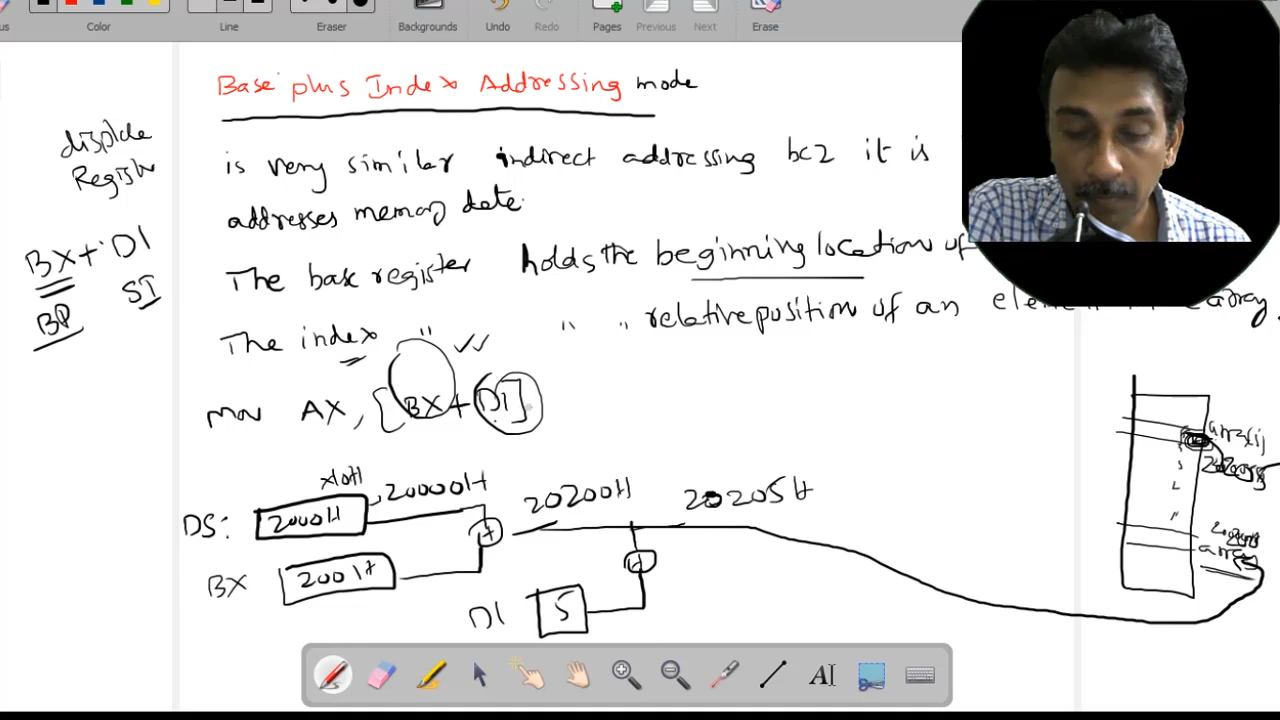 Color Line Eraser Backgrounds Undo Redo Pages Previous Next Erase
Base plus Index Addressing mode
is very similar indirect addressing bcz it is
addresses memory data
The base register holds the beginning location of
The index " " " relative position of an element in array
mov AX, [BX+DI]
BX+DI
BP SI
x10H
DS: 2000H 20000H 20200H 20205H
BX 200H
DI 5